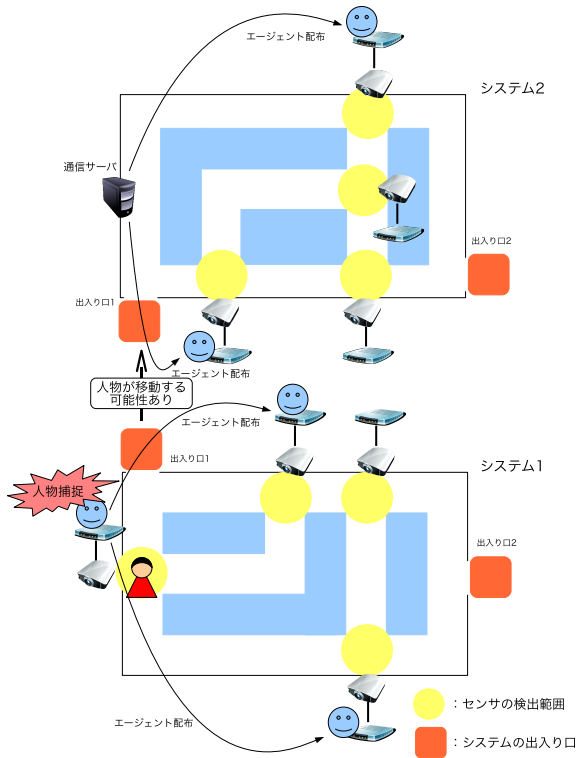 エージェント配布
システム2
通信サーバ
出入り口2
出入り口1
エージェント配布
人物が移動する
可能性あり
エージェント配布
出入り口1
システム1
人物捕捉
出入り口2
エージェント配布
：センサの検出範囲
：システムの出入り口